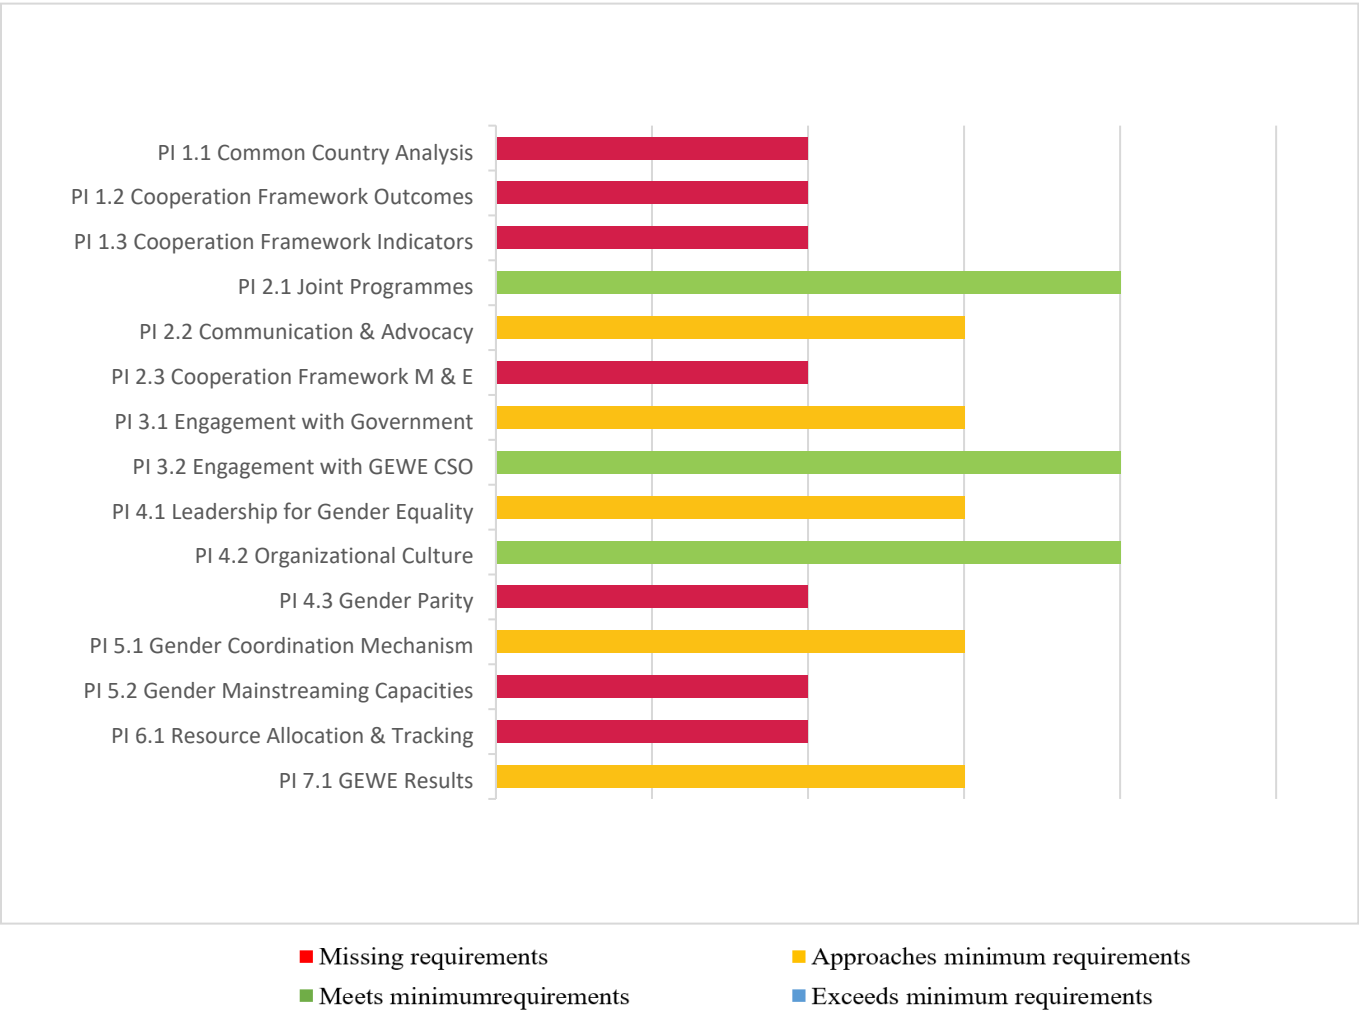 PI 1.1 Common Country Analysis
PI 1.2 Cooperation Framework Outcomes
PI 1.3 Cooperation Framework Indicators
PI 2.1 Joint Programmes
PI 2.2 Communication & Advocacy
PI 2.3 Cooperation Framework M & E
PI 3.1 Engagement with Government
PI 3.2 Engagement with GEWE CSO
PI 4.1 Leadership for Gender Equality
PI 4.2 Organizational Culture
PI 4.3 Gender Parity
PI 5.1 Gender Coordination Mechanism
PI 5.2 Gender Mainstreaming Capacities
PI 6.1 Resource Allocation & Tracking
PI 7.1 GEWE Results
Missing requirements
Approaches minimum requirements
Meets minimumrequirements
Exceeds minimum requirements